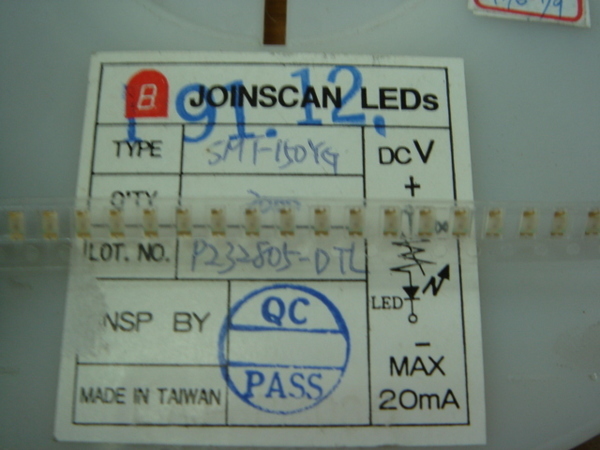 JOINSCAN LEDs
91.12.
TYPE SMT-150YG
DC V
+
Q'TY
LOT. NO. P232805-DTL
LED
INSP BY
QC
PASS
–
MAX
20mA
MADE IN TAIWAN